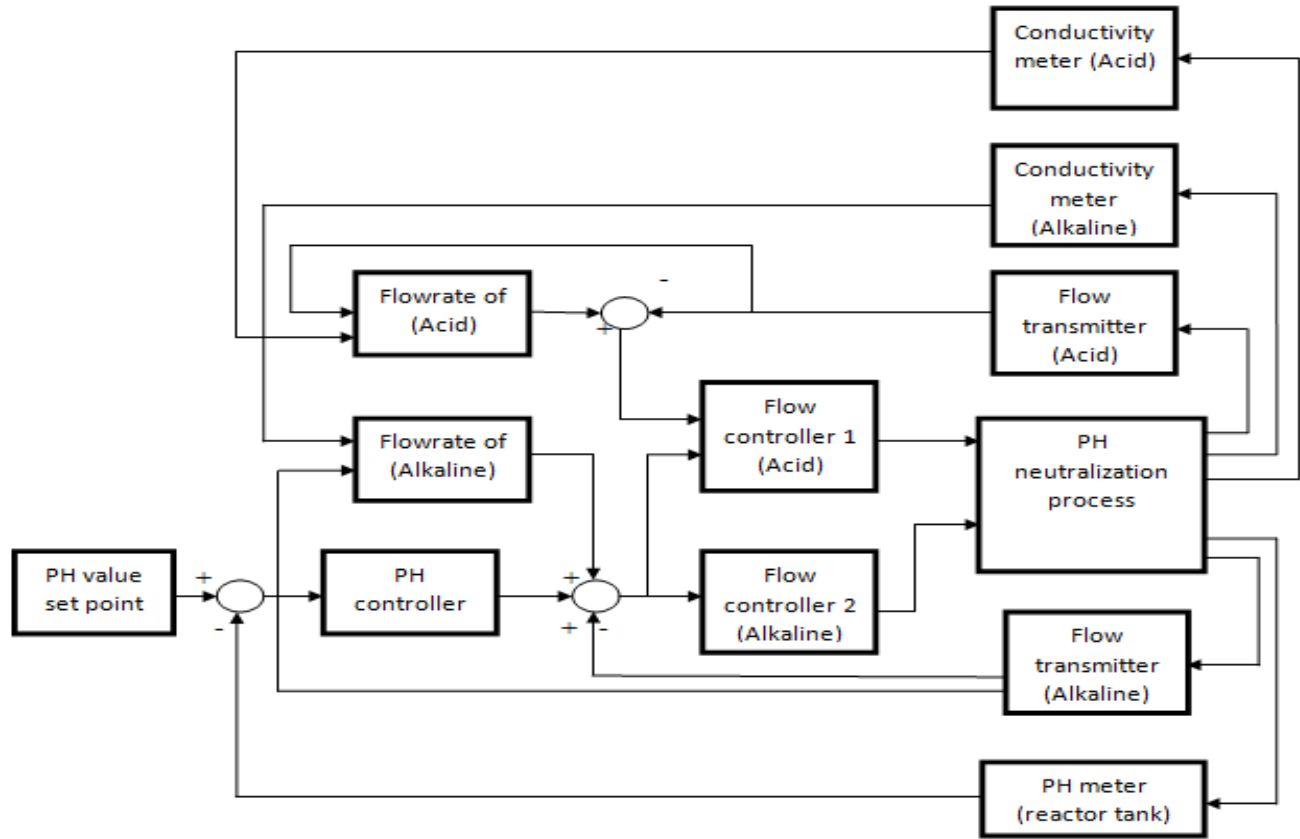 Conductivity
meter (Acid)
Conductivity
meter
(Alkaline)
Flowrate of
(Acid)
-
+
Flow
transmitter
(Acid)
Flow
controller 1
(Acid)
Flowrate of
(Alkaline)
PH
neutralization
process
PH value
set point
+
-
PH
controller
+
+ -
Flow
controller 2
(Alkaline)
Flow
transmitter
(Alkaline)
PH meter
(reactor tank)